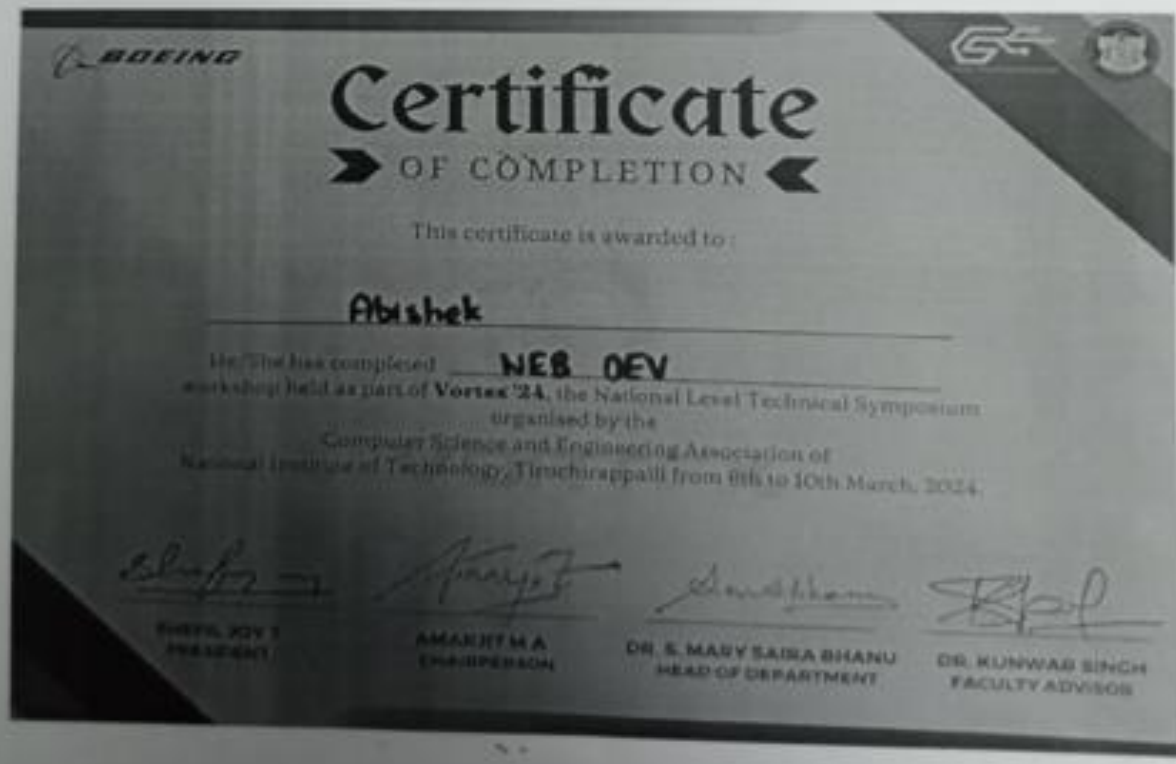 BOEING
Certificate
OF COMPLETION
This certificate is awarded to :
Abishek
He/She has completed WEB DEV
workshop held as part of Vortex '24, the National Level Technical Symposium
organised by the
Computer Science and Engineering Association of
National Institute of Technology, Tiruchirappalli from 8th to 10th March, 2024.
PRESIDENT
AMARJIT M A
CHAIRPERSON
DR. S. MARY SAIRA BHANU
HEAD OF DEPARTMENT
DR. KUNWAR SINGH
FACULTY ADVISOR